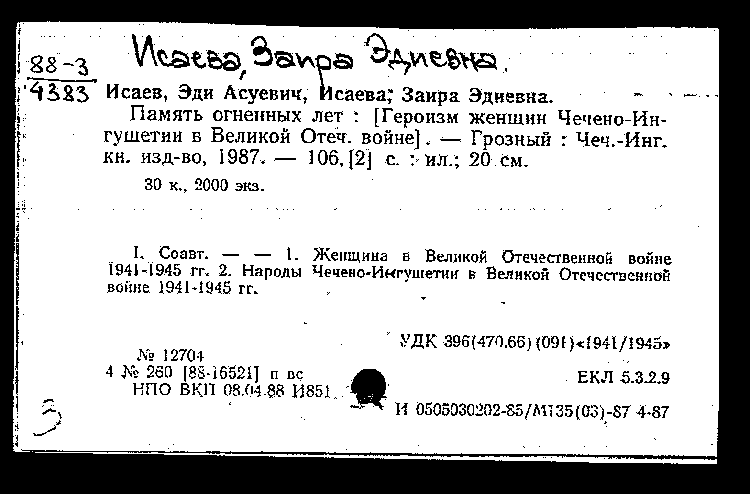 Исаева, Заира Эдиевна.
88-3
4383
Исаев, Эди Асуевич, Исаева, Заира Эдиевна.
Память огненных лет : [Героизм женщин Чечено-Ин-
гушетии в Великой Отеч. войне]. — Грозный : Чеч.-Инг.
кн. изд-во, 1987. — 106, [2] с. : ил.; 20 см.
30 к., 2000 экз.
I. Соавт. — — 1. Женщина в Великой Отечественной войне
1941-1945 гг. 2. Народы Чечено-Ингушетии в Великой Отечественной
войне 1941-1945 гг.
УДК 396(470.66)(091)«1941/1945»
№ 12704
4 № 260 [88-16521] п вс
ЕКЛ 5.3.2.9
НПО ВКП 08.04.88 И851
И 0505030202-85/М135(03)-87 4-87
3